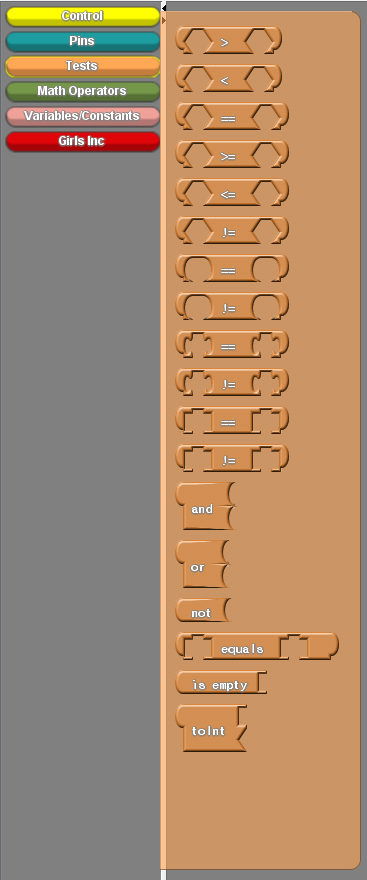 Control
Pins
Tests
Math Operators
Variables/Constants
Girls Inc
>
<
==
>=
<=
!=
==
!=
==
!=
==
!=
and
or
not
equals
is empty
toInt